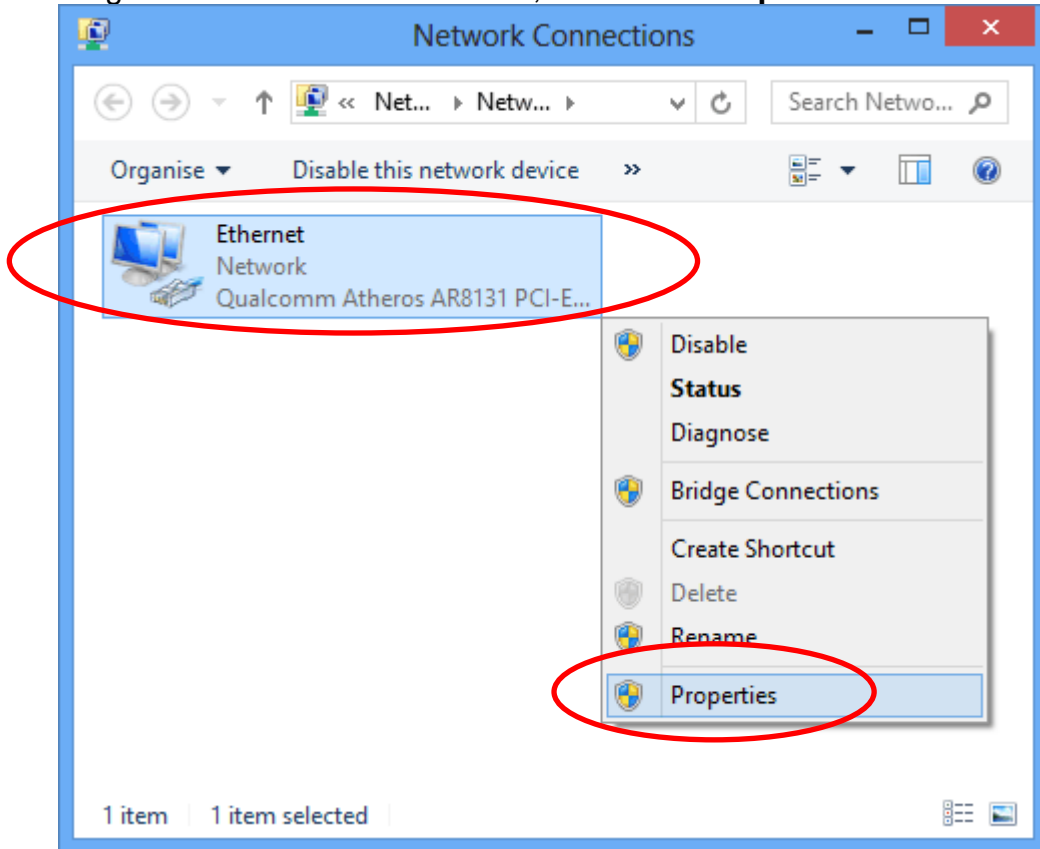 Network Connections
Net... Netw...
Search Netwo...
Organise
Disable this network device
»
Ethernet
Network
Qualcomm Atheros AR8131 PCI-E...
Disable
Status
Diagnose
Bridge Connections
Create Shortcut
Delete
Rename
Properties
1 item
1 item selected